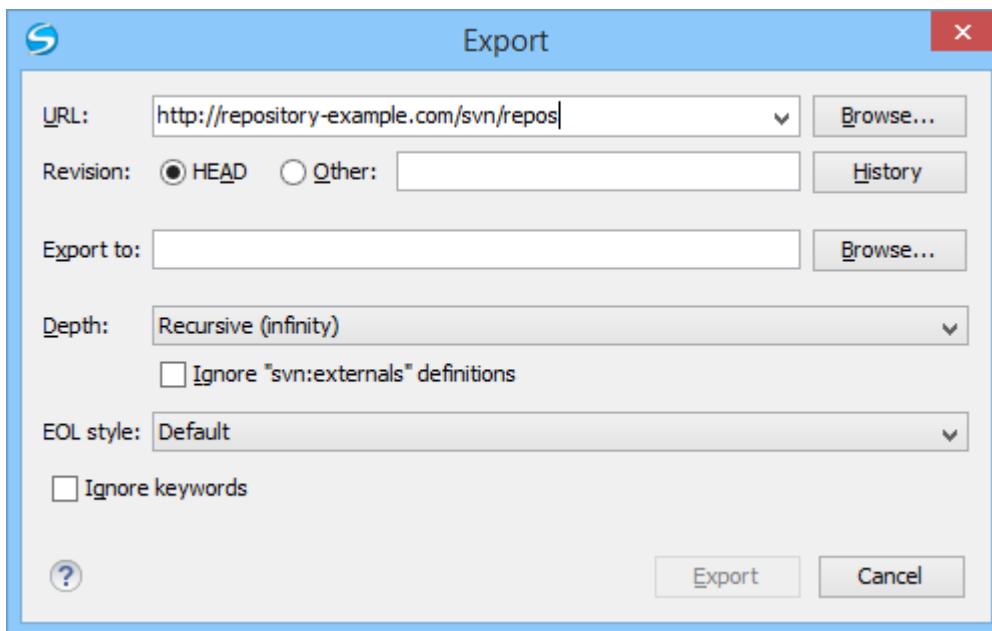 Export
URL: http://repository-example.com/svn/repos Browse...
Revision: HEAD Other: History
Export to: Browse...
Depth: Recursive (infinity)
Ignore "svn:externals" definitions
EOL style: Default
Ignore keywords
? Export Cancel